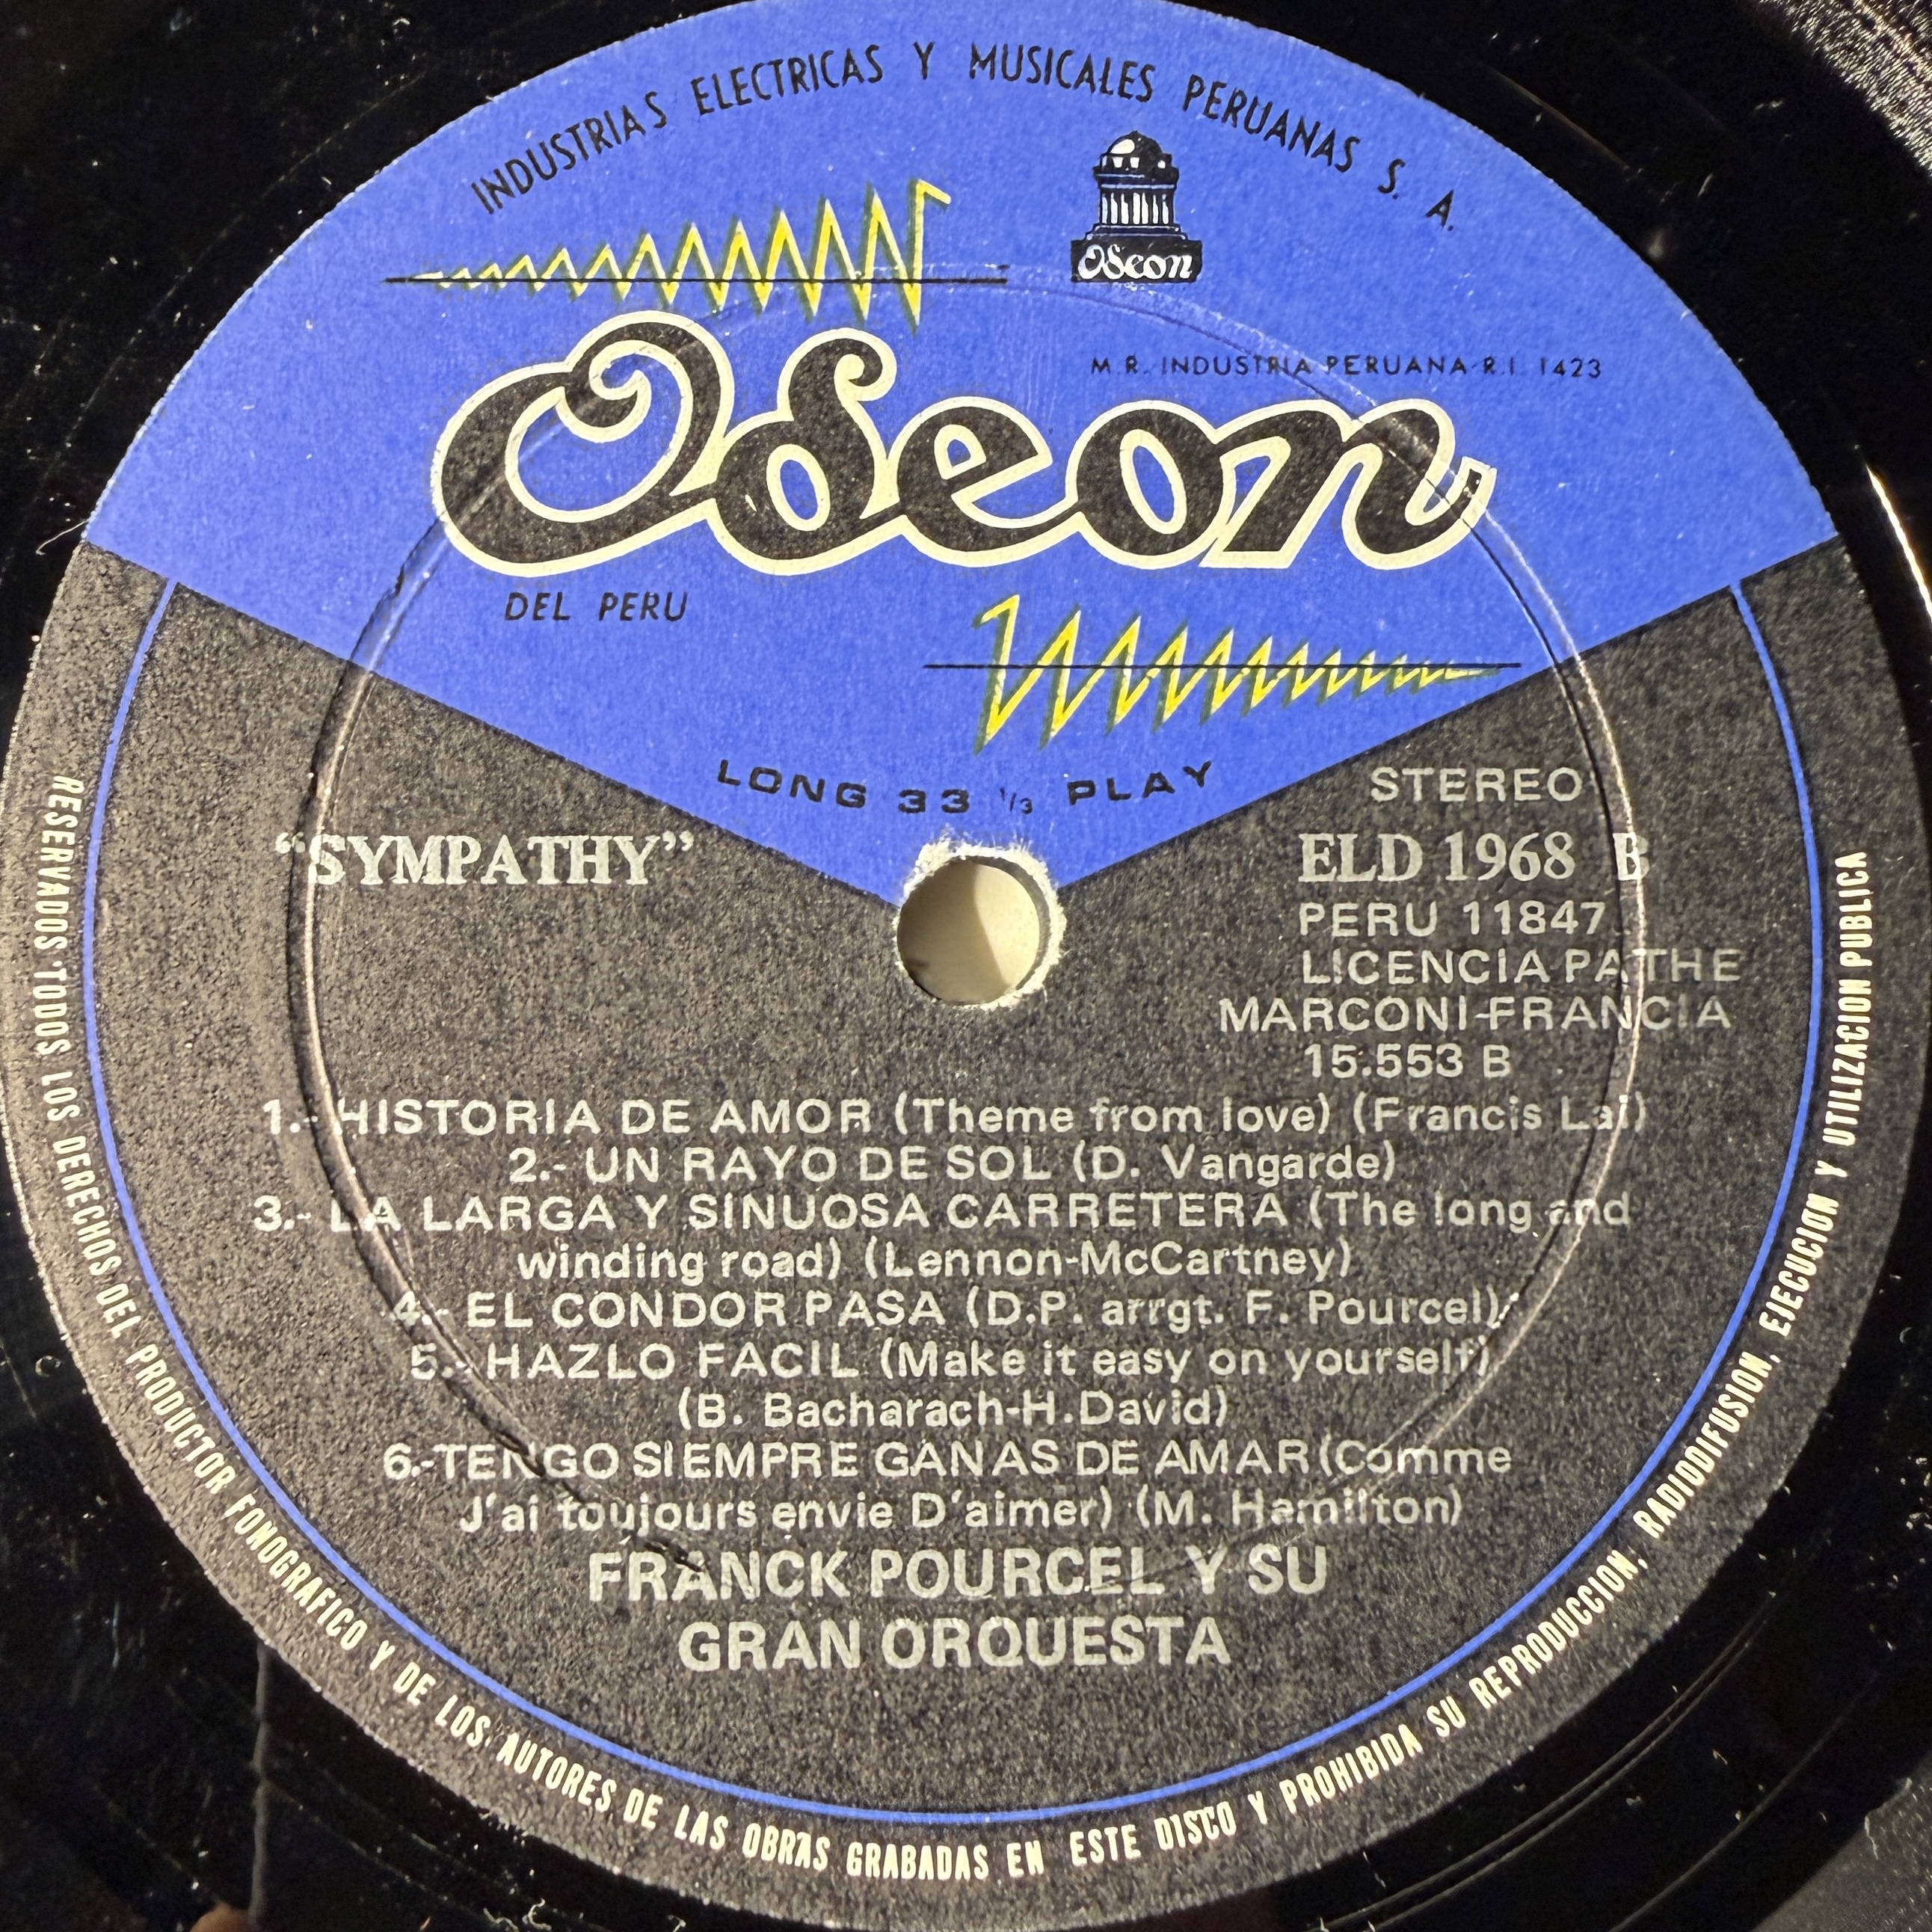 INDUSTRIAS ELECTRICAS Y MUSICALES PERUANAS S. A.
Odeon
M.R. INDUSTRIA PERUANA R.I. 1423
Odeon
DEL PERU
LONG 33 1/3 PLAY
STEREO
"SYMPATHY"
ELD 1968 B
PERU 11847
LICENCIA PATHE
MARCONI-FRANCIA
15.553 B
1.- HISTORIA DE AMOR (Theme from love) (Francis Lai)
2.- UN RAYO DE SOL (D. Vangarde)
3.- LA LARGA Y SINUOSA CARRETERA (The long and
winding road) (Lennon-McCartney)
4.- EL CONDOR PASA (D.P. arrgt. F. Pourcel)
5.- HAZLO FACIL (Make it easy on yourself)
(B. Bacharach-H.David)
6.-TENGO SIEMPRE GANAS DE AMAR (Comme
J'ai toujours envie D'aimer) (M. Hamilton)
FRANCK POURCEL Y SU
GRAN ORQUESTA
RESERVADOS TODOS LOS DERECHOS DEL PRODUCTOR FONOGRAFICO Y DE LOS AUTORES DE LAS OBRAS GRABADAS EN ESTE DISCO Y PROHIBIDA SU REPRODUCCION, RADIODIFUSION, EJECUCION Y UTILIZACION PUBLICA